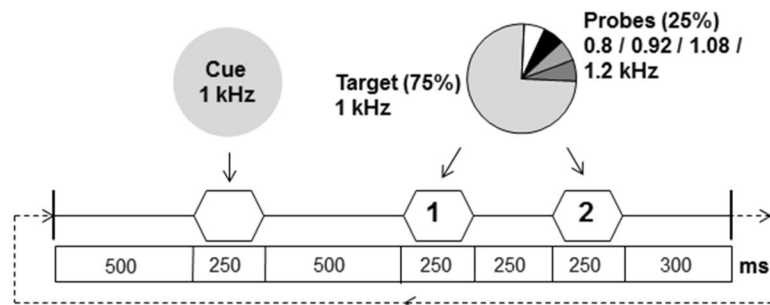 Probes (25%)
0.8 / 0.92 / 1.08 /
1.2 kHz
Cue
1 kHz
Target (75%)
1 kHz
1
2
500
250
500
250
250
250
300
ms